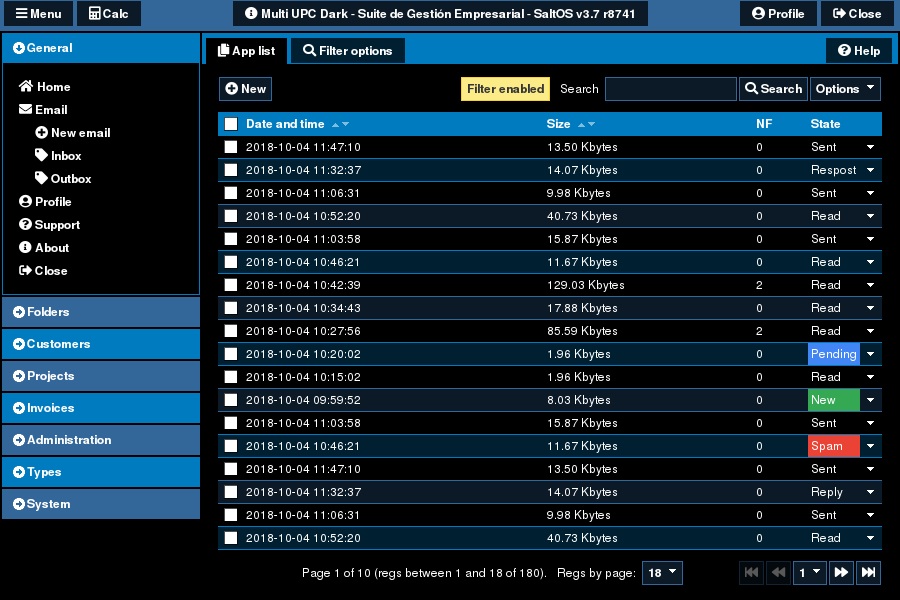 Menu Calc Multi UPC Dark - Suite de Gestión Empresarial - SaltOS v3.7 r8741 Profile Close
General
Home
Email
New email
Inbox
Outbox
Profile
Support
About
Close
Folders
Customers
Projects
Invoices
Administration
Types
System
App list Filter options Help
New Filter enabled Search Search Options
Date and time Size NF State
2018-10-04 11:47:10 13.50 Kbytes 0 Sent
2018-10-04 11:32:37 14.07 Kbytes 0 Respost
2018-10-04 11:06:31 9.98 Kbytes 0 Sent
2018-10-04 10:52:20 40.73 Kbytes 0 Read
2018-10-04 11:03:58 15.87 Kbytes 0 Sent
2018-10-04 10:46:21 11.67 Kbytes 0 Read
2018-10-04 10:42:39 129.03 Kbytes 2 Read
2018-10-04 10:34:43 17.88 Kbytes 0 Read
2018-10-04 10:27:56 85.59 Kbytes 2 Read
2018-10-04 10:20:02 1.96 Kbytes 0 Pending
2018-10-04 10:15:02 1.96 Kbytes 0 Read
2018-10-04 09:59:52 8.03 Kbytes 0 New
2018-10-04 11:03:58 15.87 Kbytes 0 Sent
2018-10-04 10:46:21 11.67 Kbytes 0 Spam
2018-10-04 11:47:10 13.50 Kbytes 0 Sent
2018-10-04 11:32:37 14.07 Kbytes 0 Reply
2018-10-04 11:06:31 9.98 Kbytes 0 Sent
2018-10-04 10:52:20 40.73 Kbytes 0 Read
Page 1 of 10 (regs between 1 and 18 of 180). Regs by page: 18 1